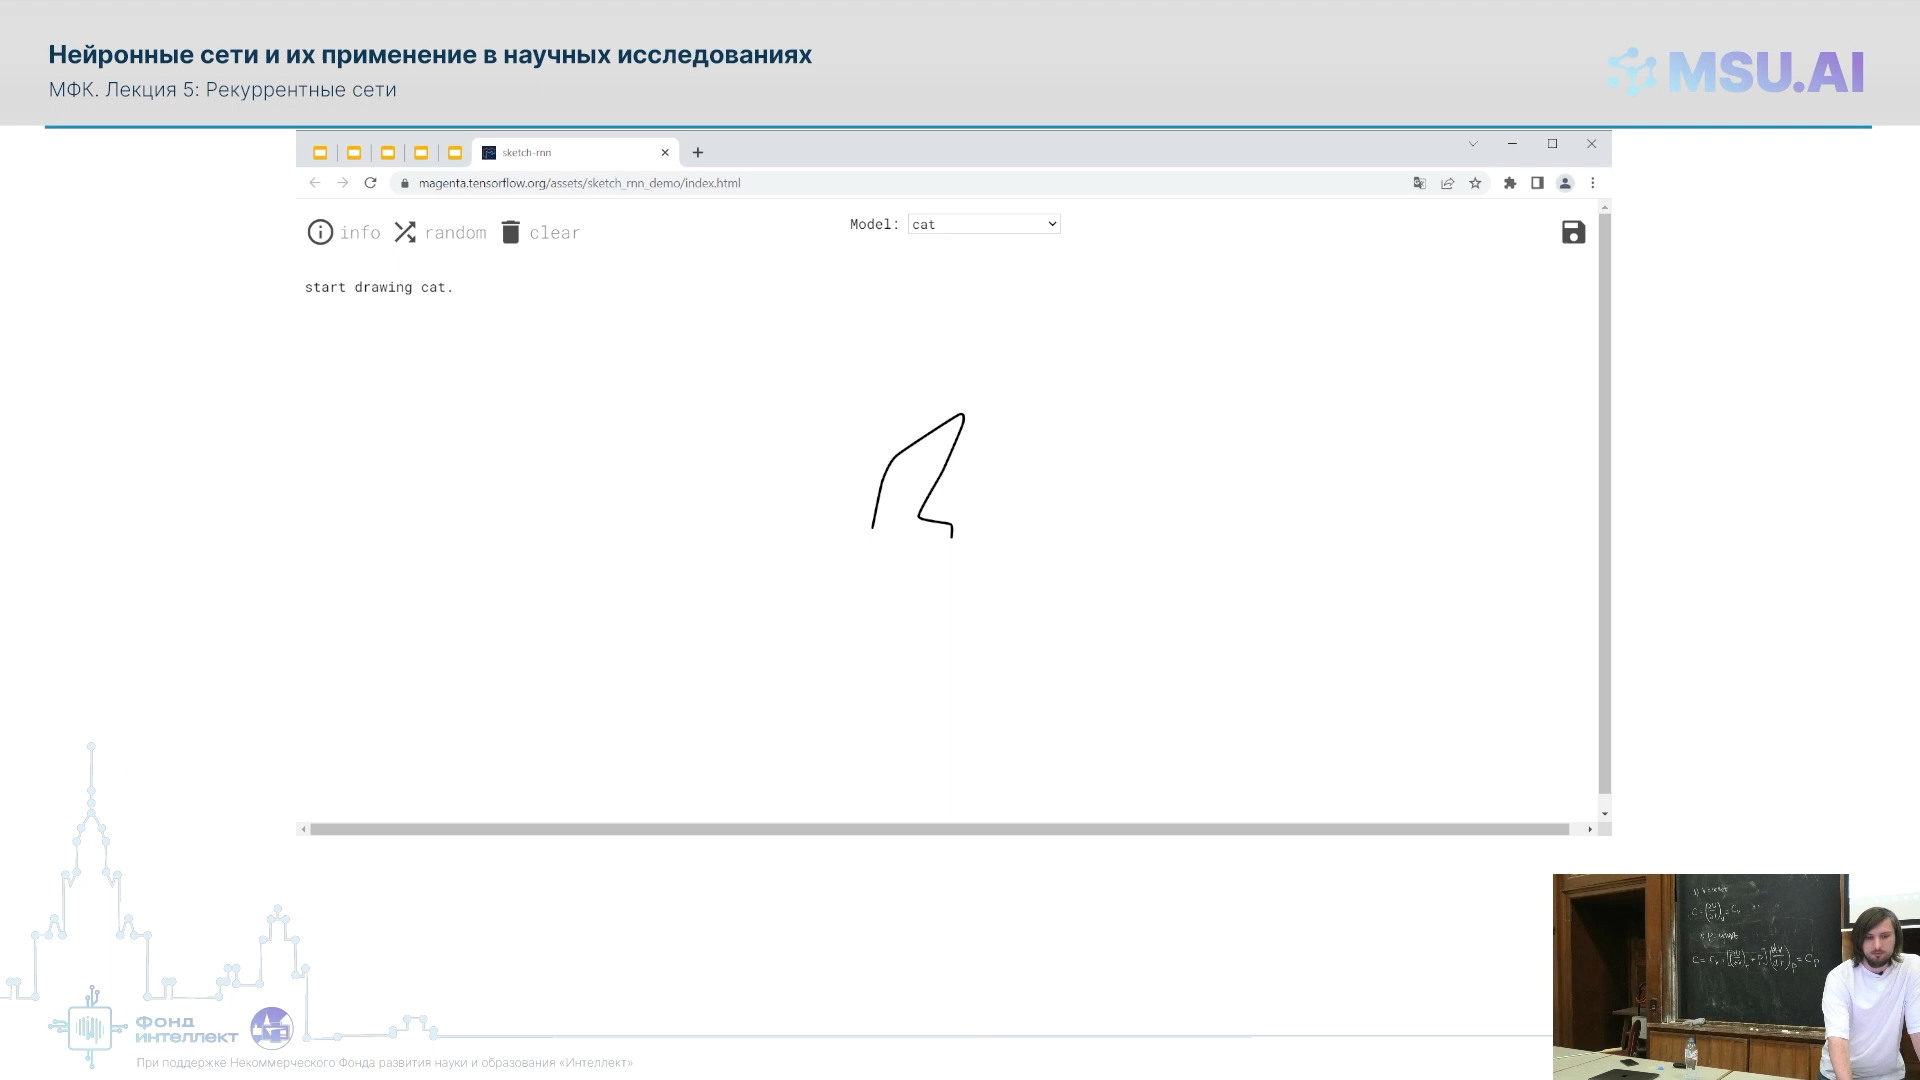 Нейронные сети и их применение в научных исследованиях
МФК. Лекция 5: Рекуррентные сети
MSU.AI
sketch-rnn
magenta.tensorflow.org/assets/sketch_rnn_demo/index.html
info random clear
Model: cat
start drawing cat.
Фонд
интеллект
При поддержке Некоммерческого Фонда развития науки и образования «Интеллект»